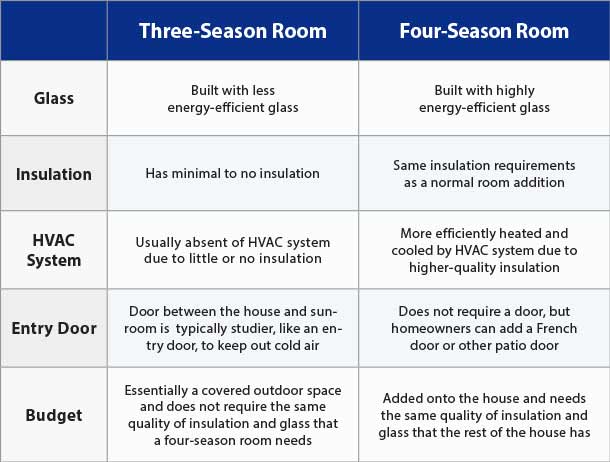 Three-Season Room
Four-Season Room
Glass
Built with less
energy-efficient glass
Built with highly
energy-efficient glass
Insulation
Has minimal to no insulation
Same insulation requirements
as a normal room addition
HVAC
System
Usually absent of HVAC system
due to little or no insulation
More efficiently heated and
cooled by HVAC system due to
higher-quality insulation
Entry Door
Door between the house and sun-
room is typically studier, like an en-
try door, to keep out cold air
Does not require a door, but
homeowners can add a French
door or other patio door
Budget
Essentially a covered outdoor space
and does not require the same
quality of insulation and glass that
a four-season room needs
Added onto the house and needs
the same quality of insulation and
glass that the rest of the house has